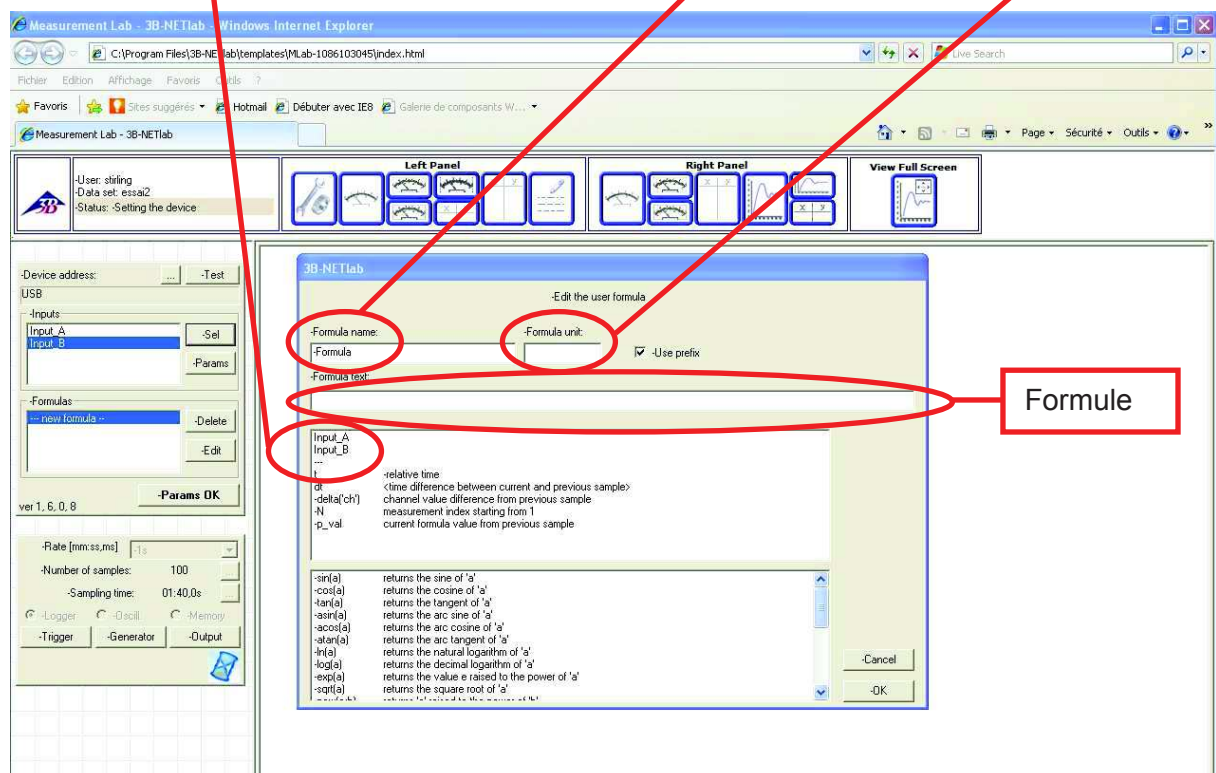 Measurement Lab - 3B-NETlab - Windows Internet Explorer
C:\Program Files\3B-NETlab\templates\MLab-1086103045\index.html
Live Search
Fichier Edition Affichage Favoris Outils ?
Favoris Sites suggérés Hotmail Débuter avec IE8 Galerie de composants W...
Measurement Lab - 3B-NETlab
Page Sécurité Outils
-User: stirling
-Data set: essai2
-Status: -Setting the device
Left Panel
Right Panel
View Full Screen
-Device address: ... -Test
USB
-Inputs
Input_A
Input_B
-Sel
-Params
-Formulas
--- new formula --
-Delete
-Edit
-Params OK
ver 1, 6, 0, 8
-Rate [mm:ss,ms] -1s
-Number of samples: 100 ...
-Sampling time: 01:40,0s ...
-Logger -Oscill -Memory
-Trigger -Generator -Output
3B-NETlab
-Edit the user formula
-Formula name: -Formula unit:
-Formula -Use prefix
-Formula text:
Formule
Input_A
Input_B
---
t -relative time
dt <time difference between current and previous sample>
-delta('ch') channel value difference from previous sample
-N measurement index starting from 1
-p_val current formula value from previous sample
-sin(a) returns the sine of 'a'
-cos(a) returns the cosine of 'a'
-tan(a) returns the tangent of 'a'
-asin(a) returns the arc sine of 'a'
-acos(a) returns the arc cosine of 'a'
-atan(a) returns the arc tangent of 'a'
-ln(a) returns the natural logarithm of 'a'
-log(a) returns the decimal logarithm of 'a'
-exp(a) returns the value e raised to the power of 'a'
-sqrt(a) returns the square root of 'a'
-Cancel
-OK